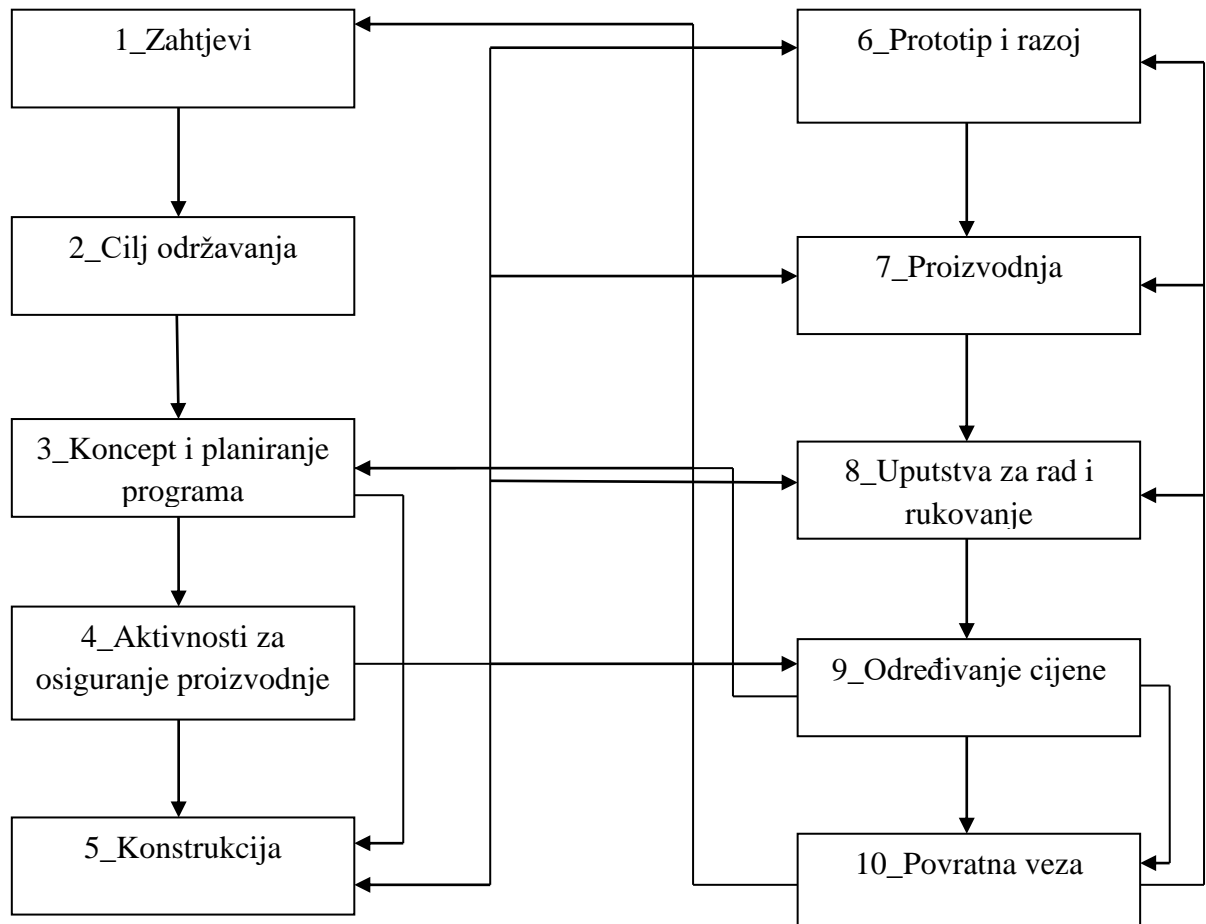 1_Zahtjevi
2_Cilj održavanja
3_Koncept i planiranje
programa
4_Aktivnosti za
osiguranje proizvodnje
5_Konstrukcija
6_Prototip i razoj
7_Proizvodnja
8_Uputstva za rad i
rukovanje
9_Određivanje cijene
10_Povratna veza